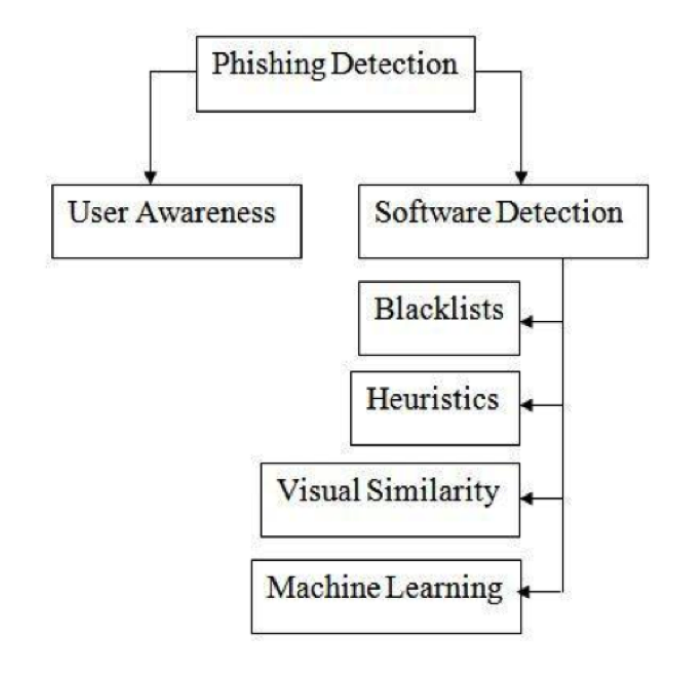 Phishing Detection
User Awareness
Software Detection
Blacklists
Heuristics
Visual Similarity
Machine Learning